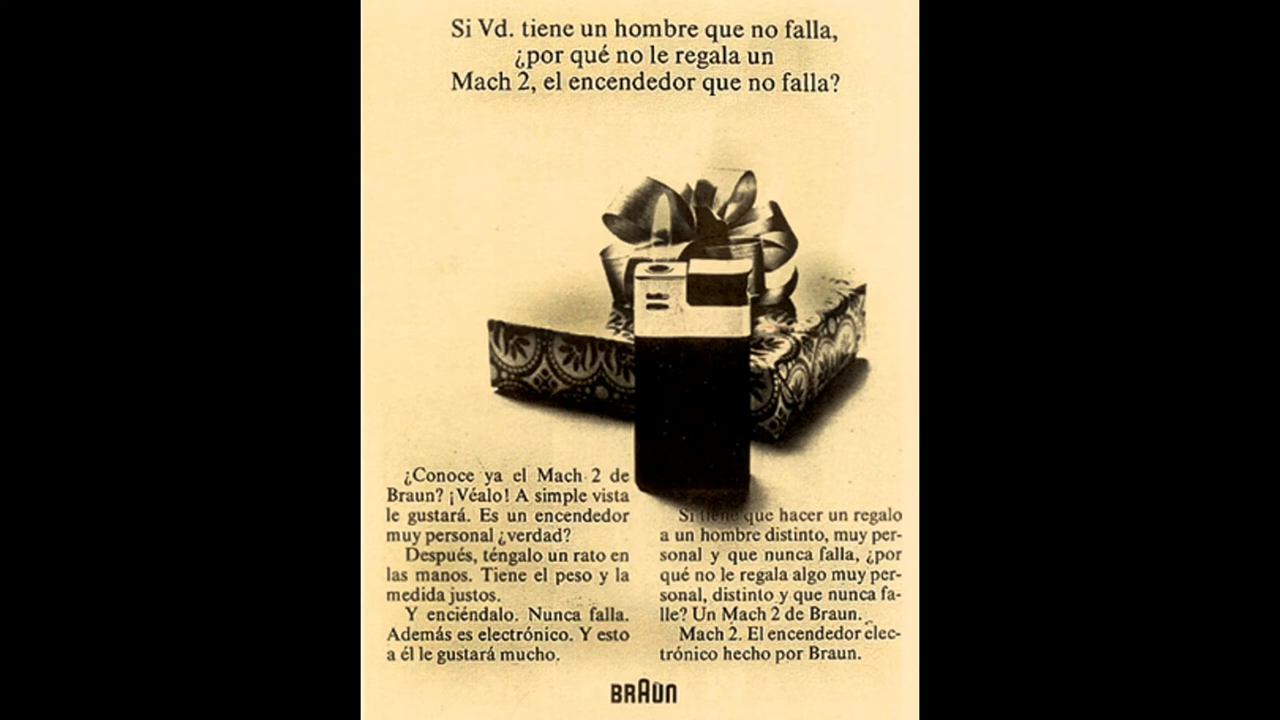 Si Vd. tiene un hombre que no falla,
¿por qué no le regala un
Mach 2, el encendedor que no falla?
¿Conoce ya el Mach 2 de
Braun? ¡Véalo! A simple vista
le gustará. Es un encendedor
muy personal ¿verdad?
Después, téngalo un rato en
las manos. Tiene el peso y la
medida justos.
Y enciéndalo. Nunca falla.
Además es electrónico. Y esto
a él le gustará mucho.
Si tiene que hacer un regalo
a un hombre distinto, muy per-
sonal y que nunca falla, ¿por
qué no le regala algo muy per-
sonal, distinto y que nunca fa-
lle? Un Mach 2 de Braun.
Mach 2. El encendedor elec-
trónico hecho por Braun.
BRAUN